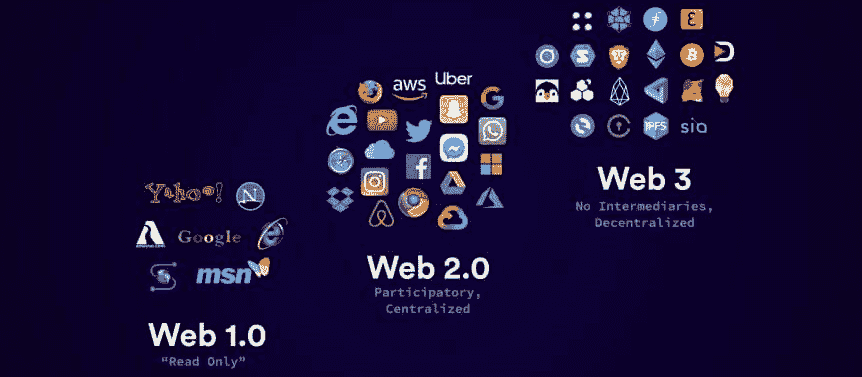 YAHOO!
N
Google
e
msn
Web 1.0
"Read Only"
aws
Uber
G
e
f
Web 2.0
Participatory,
Centralized
IPFS
sia
Web 3
No Intermediaries,
Decentralized